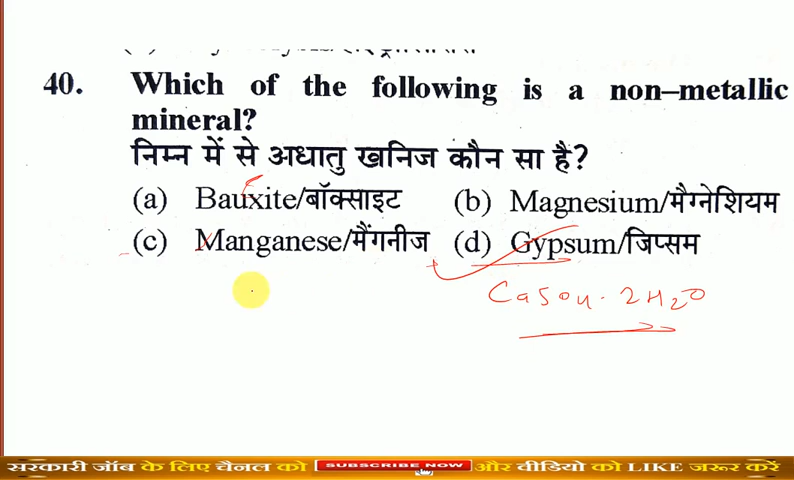 40. Which of the following is a non–metallic
mineral?
निम्न में से अधातु खनिज कौन सा है?
(a) Bauxite/बॉक्साइट (b) Magnesium/मैग्नेशियम
(c) Manganese/मैंगनीज (d) Gypsum/जिप्सम
CaSO4. 2H2O
सरकारी जॉब के लिए चैनल को SUBSCRIBE NOW और वीडियो को LIKE जरूर करें